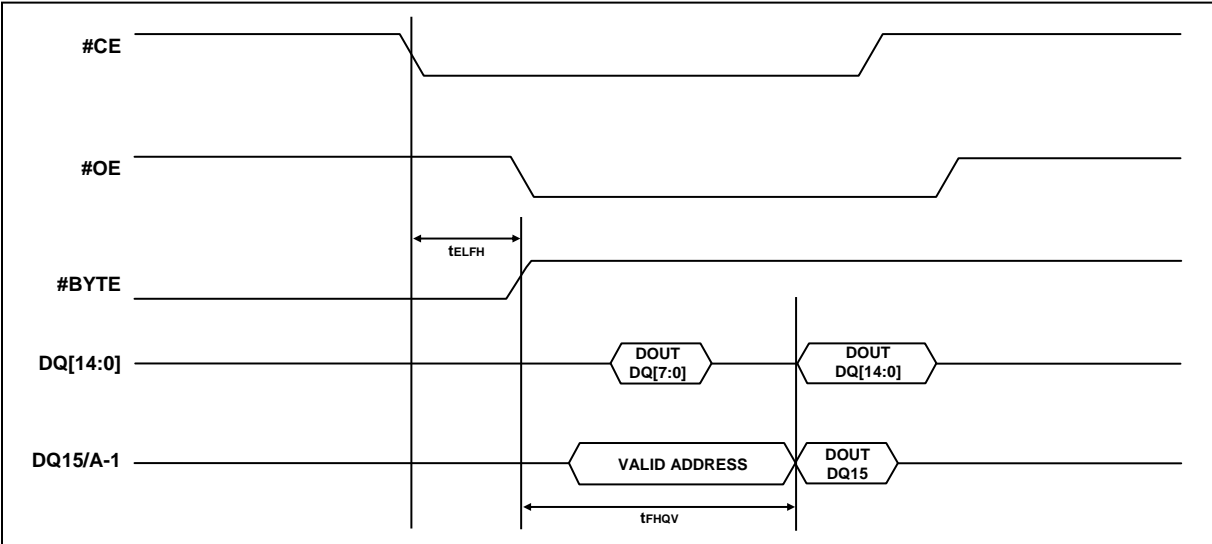 #CE
#OE
tELFH
#BYTE
DQ[14:0]
DOUT
DQ[7:0]
DOUT
DQ[14:0]
DQ15/A-1
VALID ADDRESS
DOUT
DQ15
tFHQV